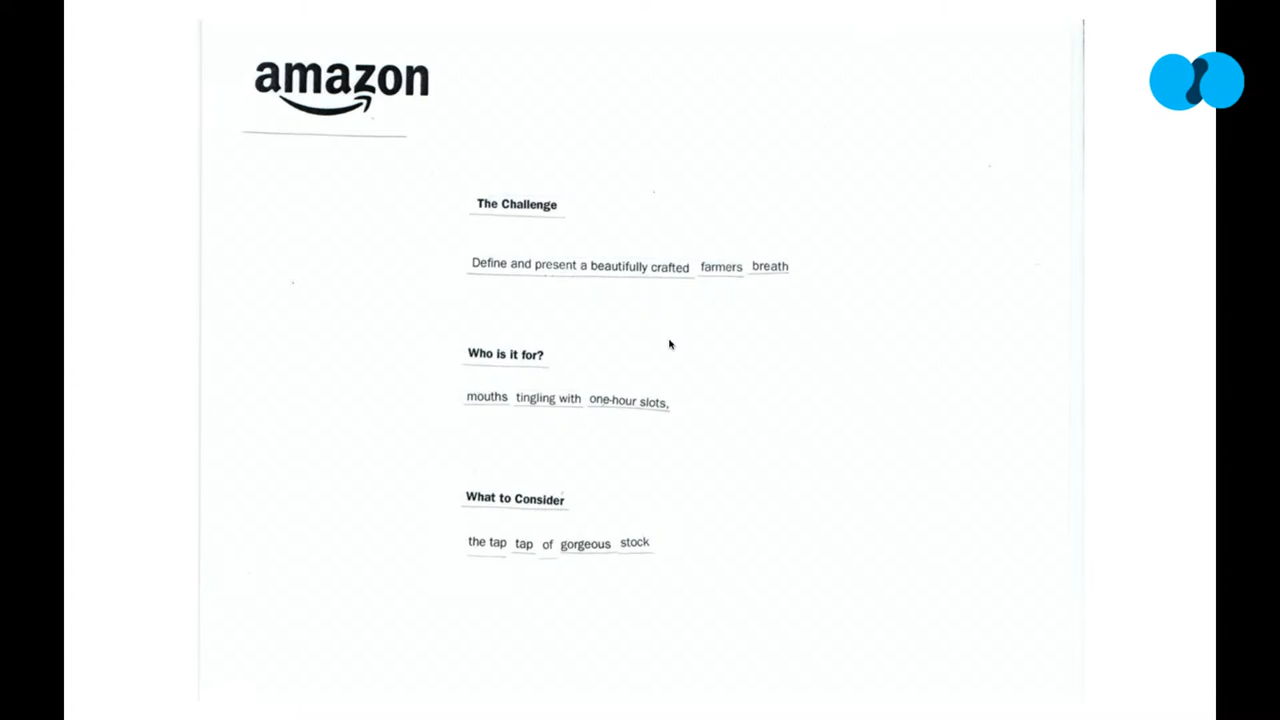 amazon
The Challenge
Define and present a beautifully crafted farmers breath
Who is it for?
mouths tingling with one-hour slots,
What to Consider
the tap tap of gorgeous stock